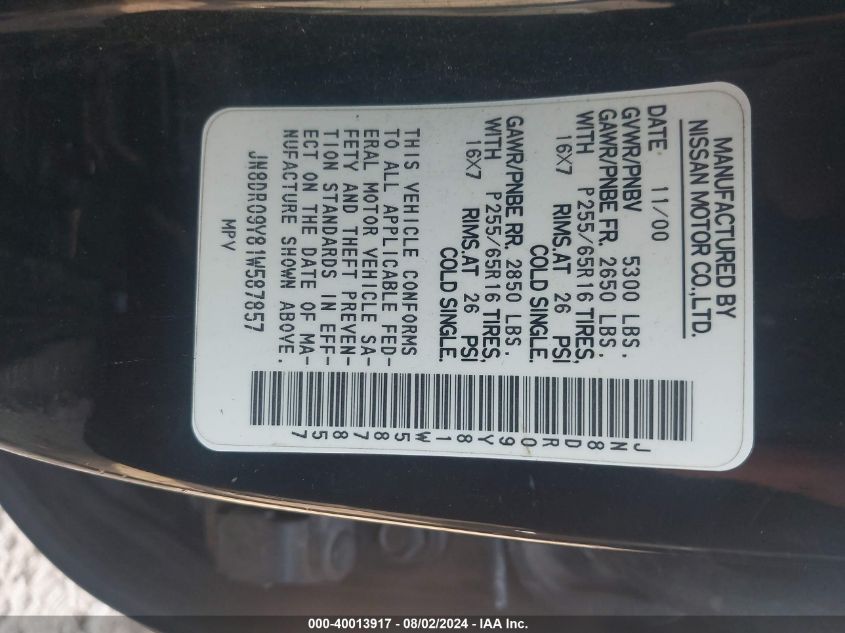 MANUFACTURED BY
NISSAN MOTOR CO.,LTD.
DATE 11/00
GVWR/PNBV 5300 LBS.
GAWR/PNBE FR. 2650 LBS.
WITH P255/65R16 TIRES,
16X7 RIMS,AT 26 PSI
COLD SINGLE.
GAWR/PNBE RR. 2850 LBS.
WITH P255/65R16 TIRES,
16X7 RIMS,AT 26 PSI
COLD SINGLE.
THIS VEHICLE CONFORMS
TO ALL APPLICABLE FED-
ERAL MOTOR VEHICLE SA-
FETY AND THEFT PREVEN-
TION STANDARDS IN EFF-
ECT ON THE DATE OF MA-
NUFACTURE SHOWN ABOVE.
JN8DR09Y81W587857
MPV
JN8DR09Y81W587857
000-40013917 - 08/02/2024 - IAA Inc.